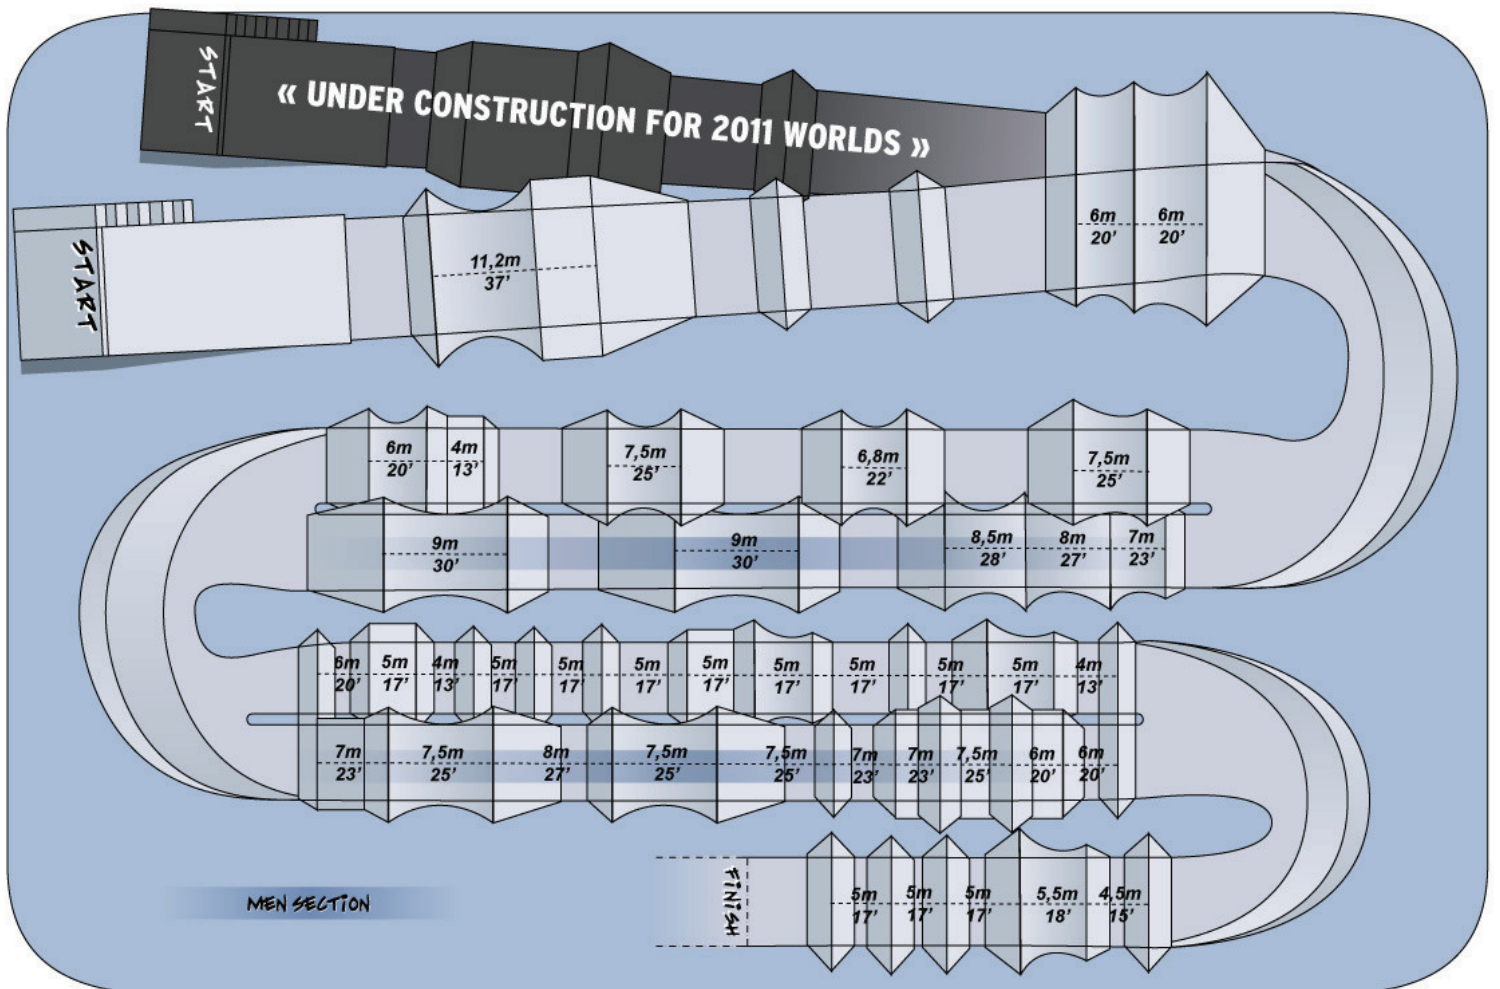 START
« UNDER CONSTRUCTION FOR 2011 WORLDS »
START
11,2m
37'
6m 6m
20' 20'
6m 4m 7,5m 6,8m 7,5m
20' 13' 25' 22' 25'
9m 9m 8,5m 8m 7m
30' 30' 28' 27' 23'
6m 5m 4m 5m 5m 5m 5m 5m 5m 5m 5m 4m
20' 17' 13' 17' 17' 17' 17' 17' 17' 17' 17' 13'
7m 7,5m 8m 7,5m 7,5m 7m 7m 7,5m 6m 6m
23' 25' 27' 25' 25' 23' 23' 25' 20' 20'
FINISH
5m 5m 5m 5,5m 4,5m
17' 17' 17' 18' 15'
MEN SECTION